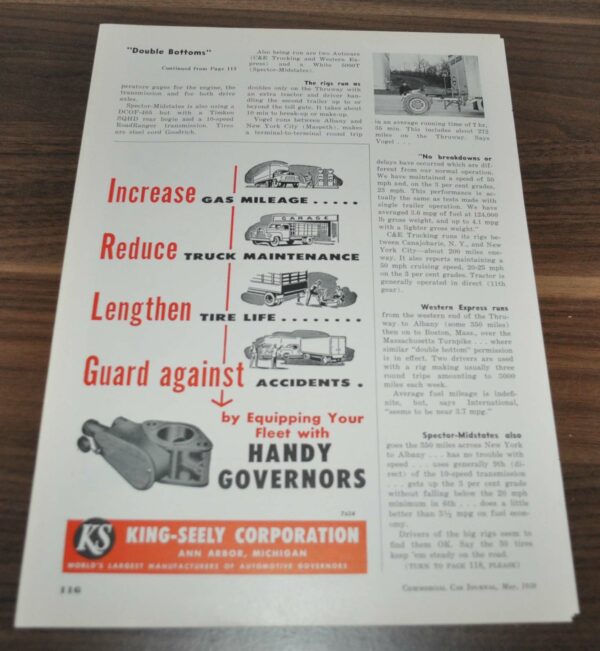 "Double Bottoms"
Continued from Page 113
perature gages for the engine, the
transmission and for both drive
axles.
Spector-Midstates is also using a
DCOF-405 but with a Timken
SQHD rear bogie and a 10-speed
RoadRanger transmission. Tires
are steel cord Goodrich.
Also being run are two Autocars
(C&E Trucking and Western Ex-
press) and a White 5000T
(Spector-Midstates).
The rigs run as
doubles only on the Thruway with
an extra tractor and driver han-
dling the second trailer up to or
beyond the toll gate. It takes about
10 min to break-up or make-up.
Vogel runs between Albany and
New York City (Maspeth), makes
a terminal-to-terminal round trip
in an average running time of 7 hr,
35 min. This includes about 272
miles on the Thruway. Says
Vogel . . .
"No breakdowns or
delays have occurred which are dif-
ferent from our normal operation.
We have maintained a speed of 50
mph and, on the 3 per cent grades,
23 mph. This performance is ac-
tually the same as tests made with
single trailer operation. We have
averaged 3.6 mpg of fuel at 124,000
lb gross weight, and up to 4.1 mpg
with a lighter gross weight."
C&E Trucking runs its rigs be-
tween Canajoharie, N. Y., and New
York City—about 200 miles one-
way. It also reports maintaining a
50 mph cruising speed, 20-25 mph
on the 3 per cent grades. Tractor is
generally operated in direct (11th
gear).
Western Express runs
from the western end of the Thru-
way to Albany (some 350 miles)
then on to Boston, Mass., over the
Massachusetts Turnpike . . . where
similar "double bottom" permission
is in effect. Two drivers are used
with a rig making usually three
round trips amounting to 3000
miles each week.
Average fuel mileage is indefi-
nite, but, says International,
"seems to be near 3.7 mpg."
Spector-Midstates also
goes the 350 miles across New York
to Albany . . . has no trouble with
speed . . . uses generally 9th (di-
rect) of the 10-speed transmission
. . . gets up the 3 per cent grade
without falling below the 20 mph
minimum in 6th . . . does a little
better than 3½ mpg on fuel econ-
omy.
Drivers of the big rigs seem to
find them OK. Say the 30 tires
keep 'em steady on the road.
(TURN TO PAGE 118, PLEASE)
Increase GAS MILEAGE . . . . .
GARAGE
Reduce TRUCK MAINTENANCE
Lengthen TIRE LIFE . . . . . . . .
Guard against ACCIDENTS .
by Equipping Your
Fleet with
HANDY
GOVERNORS
KS
KING-SEELY CORPORATION
ANN ARBOR, MICHIGAN
WORLD'S LARGEST MANUFACTURERS OF AUTOMOTIVE GOVERNORS
116
COMMERCIAL CAR JOURNAL, May, 1959